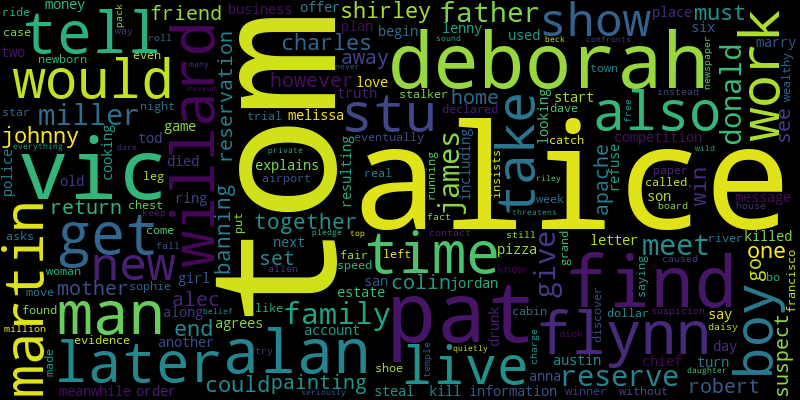 ride money business offer pack lenny used place six marry
tell friend shirley father show must work
case way roll plan begin beck confronts
two would charles deborah newspaper
newborn even sound never town wealthy
many museum however away instead see
miller reservation love home dave free
star night truth stalker start stu also donald
trial melissa declared looking competition
johnny tod game eventually catch
everything dare private explains real take wild
police cooking vic willard tom alice
leg died airport resulting running including insists riley week apache refuse paper win called message
old ring james threatens son board house
return chest put together fact still
martin get banning next contact pizza letter meet river killed
keep come fall set pledge top fair time give grand saying caused one
asks new belief allen speed left know find san francisco
woman mother sophie girl colin jordan cabin bo
move alec like estate drunk discover dollar say daisy
found man along family pat flynn suspicion go boy
million evidence end agrees account dick day
another try quietly charge austin chief turn suspect
made later alan shoe live anna reserve daughter
meanwhile order could painting temple robert
seriously steal kill information winner without